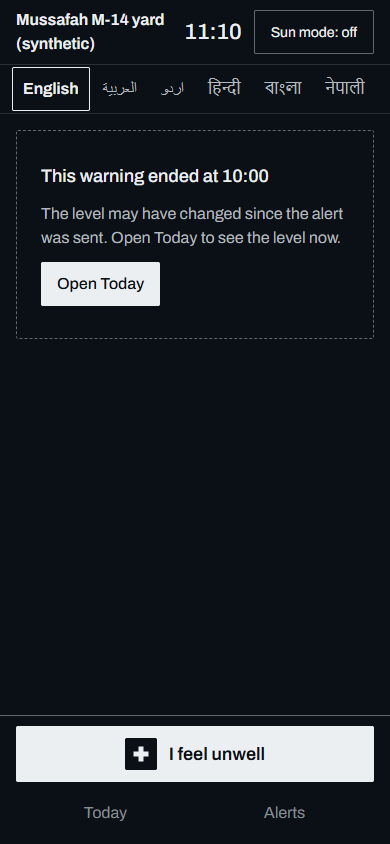 Mussafah M-14 yard
(synthetic)
11:10
Sun mode: off
English
العربية
اردو
हिन्दी
বাংলা
नेपाली
This warning ended at 10:00
The level may have changed since the alert
was sent. Open Today to see the level now.
Open Today
I feel unwell
Today
Alerts